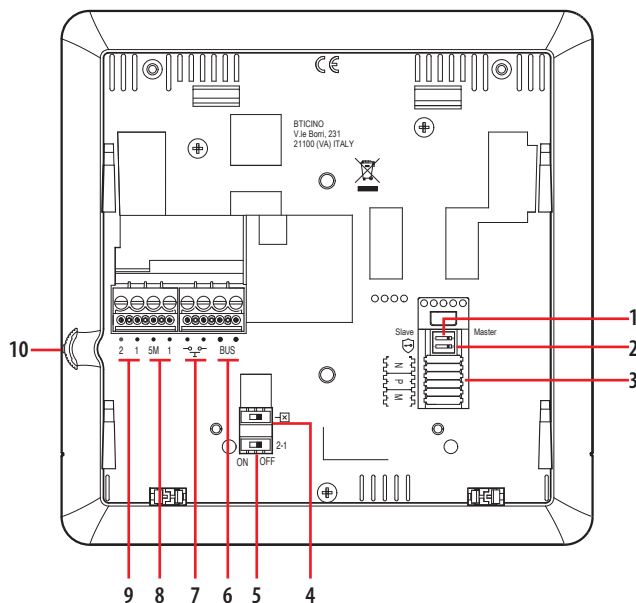 CE
BTICINO
V.le Borri, 231
21100 (VA) ITALY
Slave
Master
1
2
3
N
P
M
10
2 1 5M 1 BUS
2-1
ON OFF
9 8 7 6 5 4